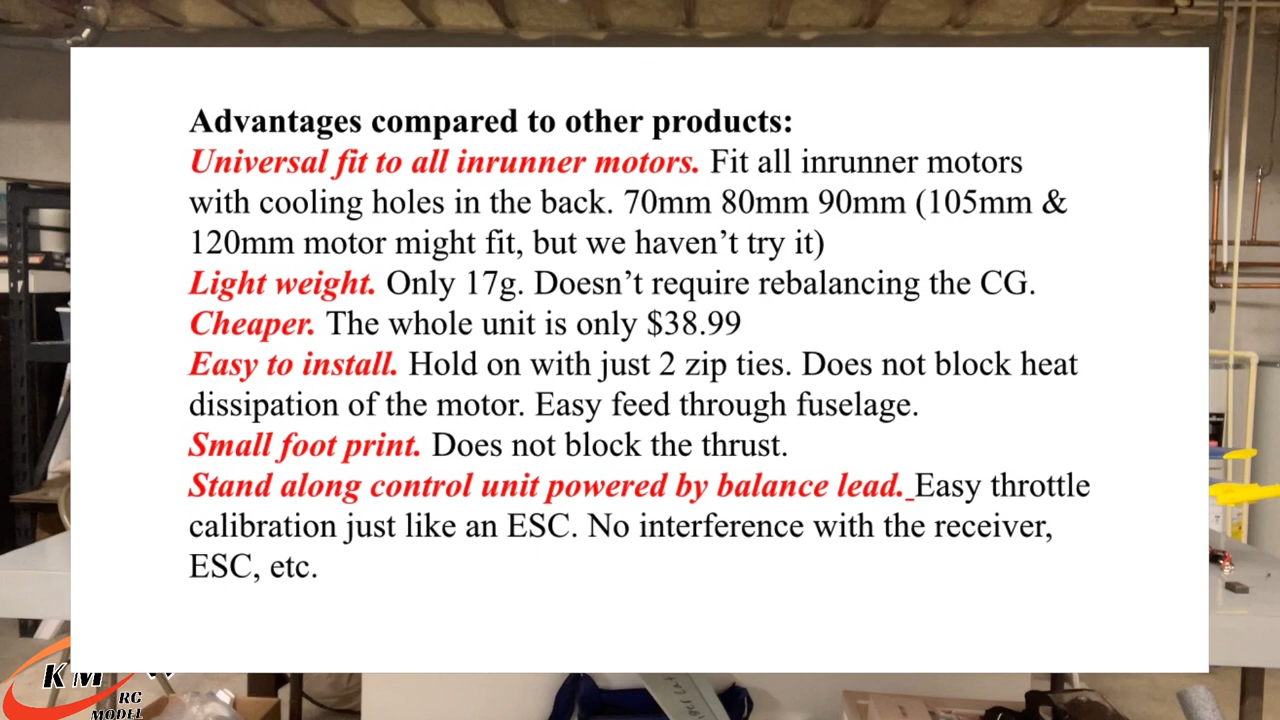 Advantages compared to other products:
Universal fit to all inrunner motors. Fit all inrunner motors
with cooling holes in the back. 70mm 80mm 90mm (105mm &
120mm motor might fit, but we haven’t try it)
Light weight. Only 17g. Doesn’t require rebalancing the CG.
Cheaper. The whole unit is only $38.99
Easy to install. Hold on with just 2 zip ties. Does not block heat
dissipation of the motor. Easy feed through fuselage.
Small foot print. Does not block the thrust.
Stand along control unit powered by balance lead. Easy throttle
calibration just like an ESC. No interference with the receiver,
ESC, etc.
KM
RC
MODEL